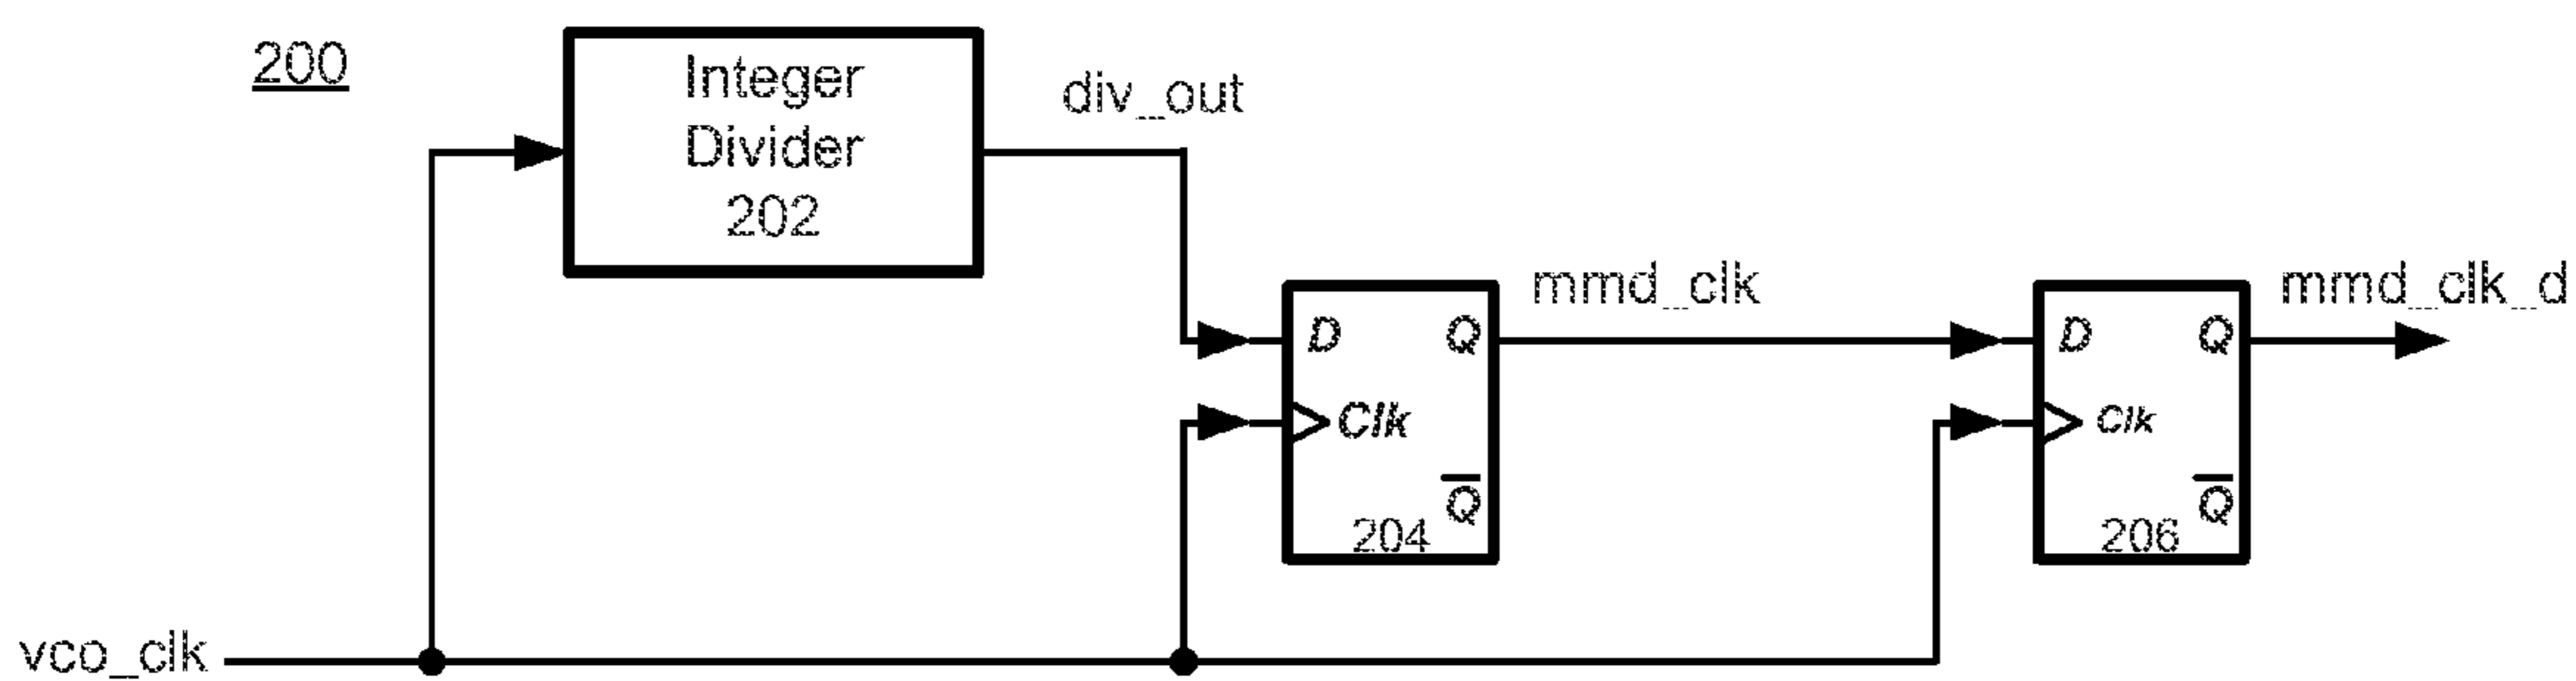 200
Integer
Divider
202
div_out
mmd_clk
mmd_clk_d
D
Q
Clk
Q
204
D
Q
Clk
Q
206
vco_clk